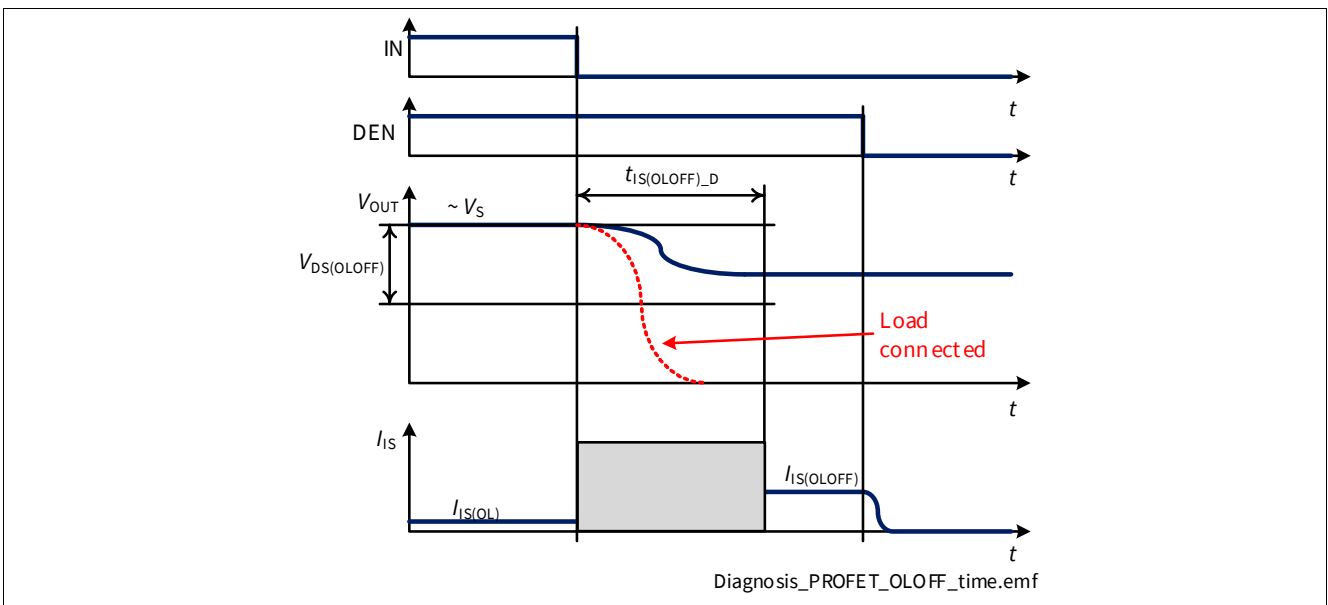 IN
t
DEN
t
tIS(OLOFF)_D
VOUT
~ VS
VDS(OLOFF)
Load
connected
t
IIS
IIS(OLOFF)
IIS(OL)
t
Diagnosis_PROFET_OLOFF_time.emf